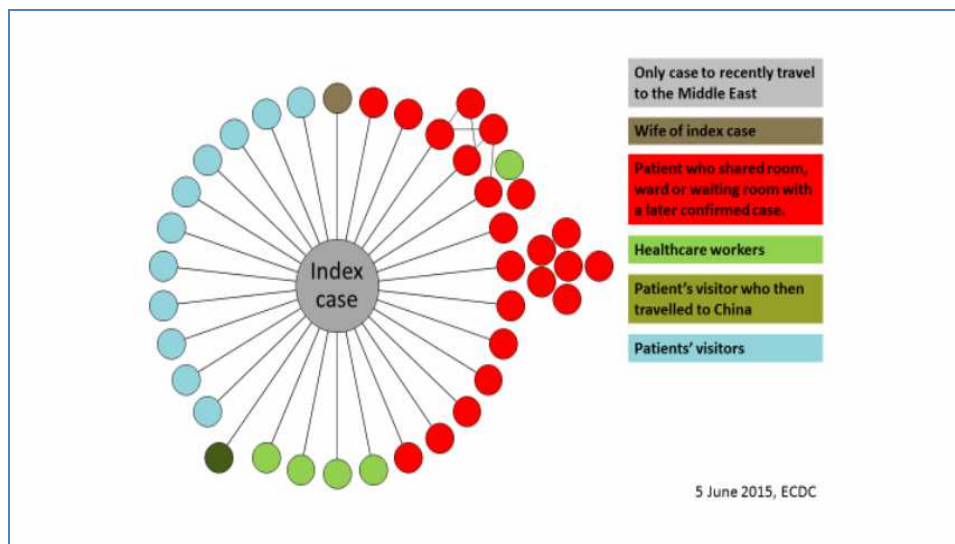 Index
case
Only case to recently travel
to the Middle East
Wife of index case
Patient who shared room,
ward or waiting room with
a later confirmed case.
Healthcare workers
Patient's visitor who then
travelled to China
Patients' visitors
5 June 2015, ECDC